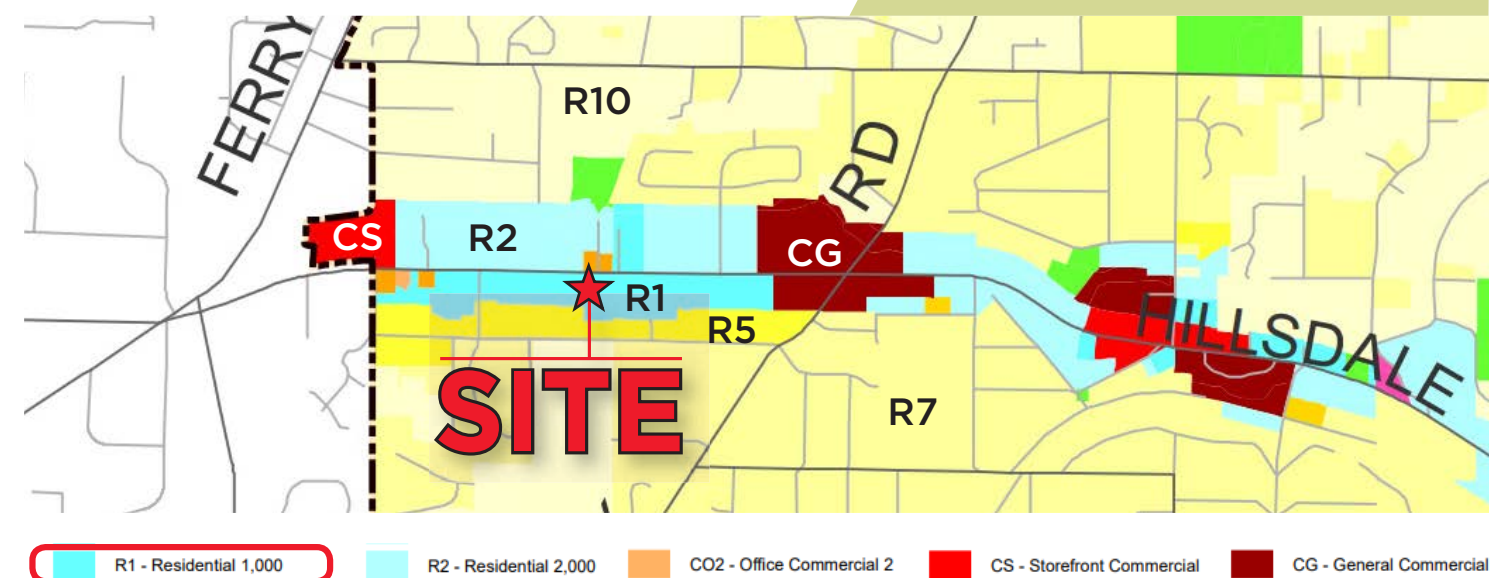 FERRY
R10
RD
CS
R2
CG
R1
R5
HILLSDALE
SITE
R7
R1 - Residential 1,000
R2 - Residential 2,000
CO2 - Office Commercial 2
CS - Storefront Commercial
CG - General Commercial